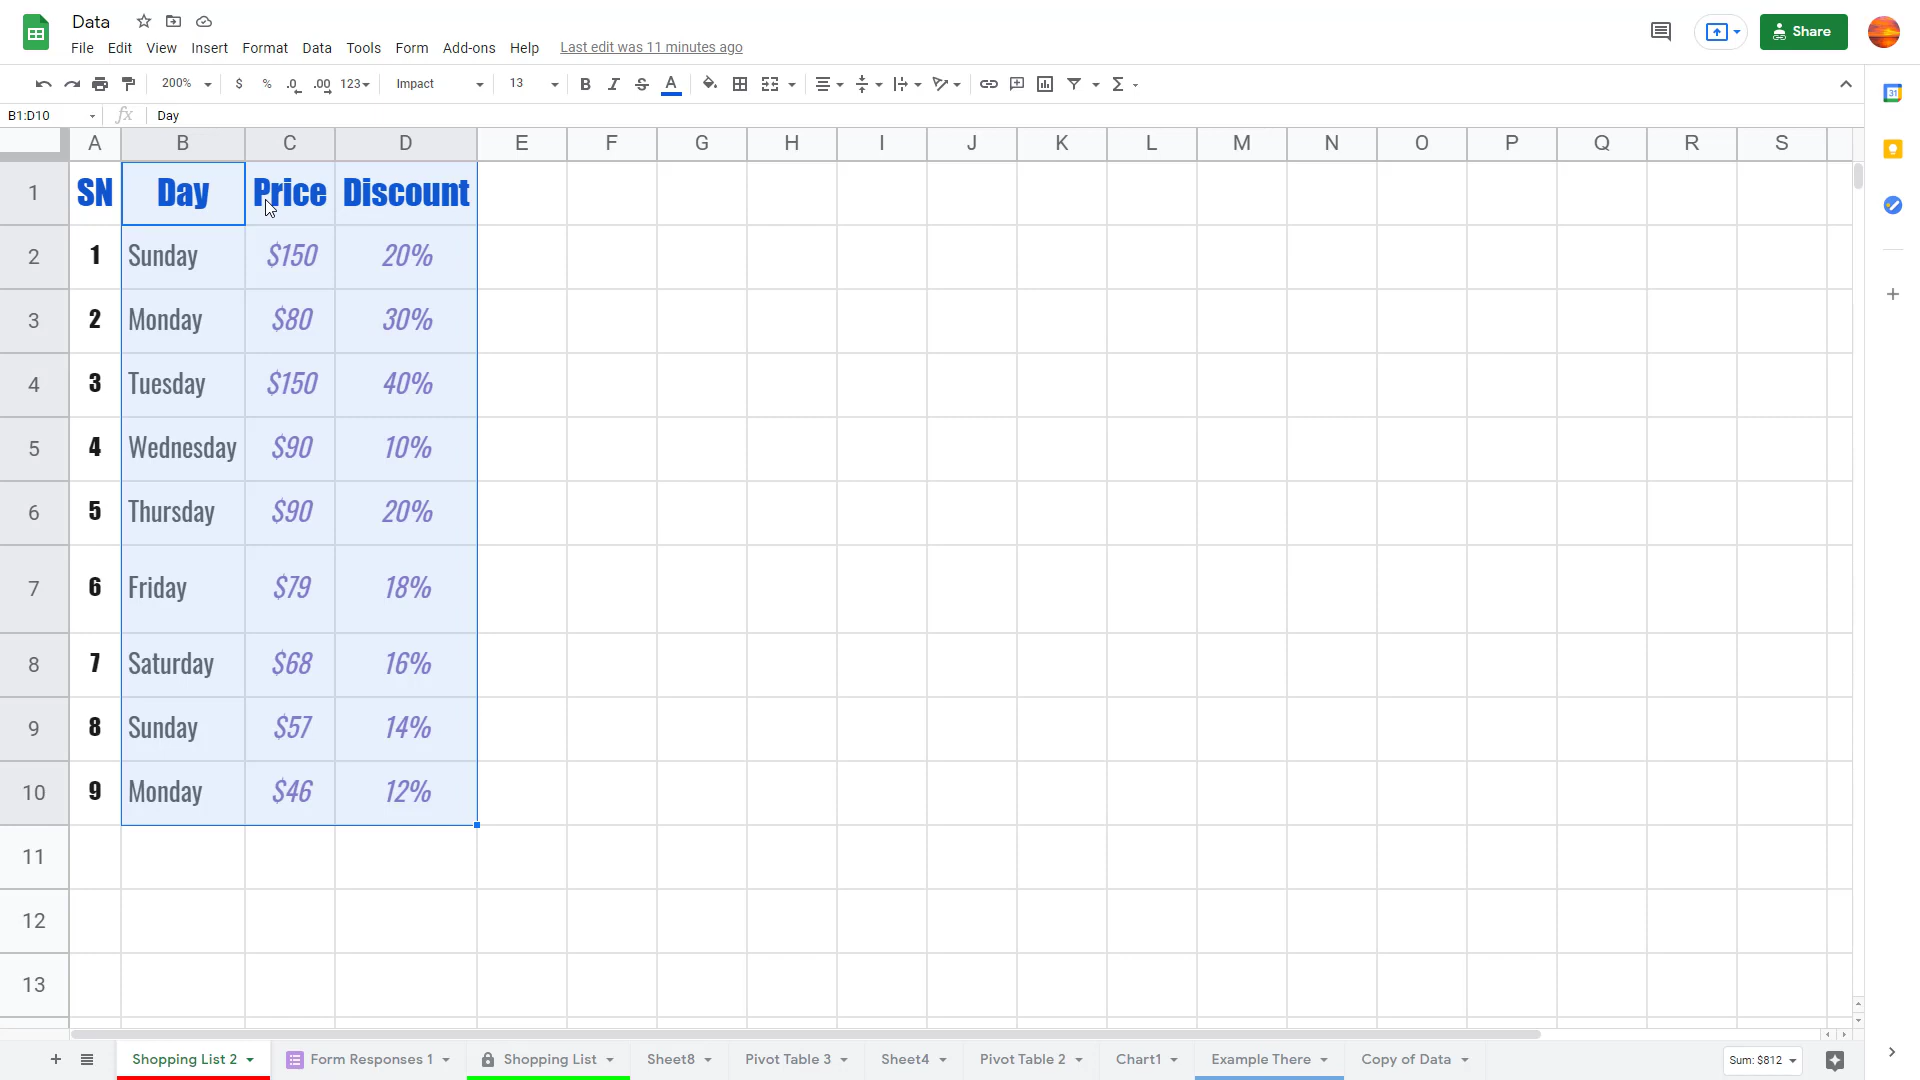 Data
File Edit View Insert Format Data Tools Form Add-ons Help Last edit was 11 minutes ago
Share
200% $ % .0 .00 123 Impact 13 B I S A Σ
31
B1:D10 fx Day
A B C D E F G H I J K L M N O P Q R S
1 SN Day Price Discount
2 1 Sunday $150 20%
3 2 Monday $80 30%
4 3 Tuesday $150 40%
5 4 Wednesday $90 10%
6 5 Thursday $90 20%
7 6 Friday $79 18%
8 7 Saturday $68 16%
9 8 Sunday $57 14%
10 9 Monday $46 12%
11
12
13
Shopping List 2 Form Responses 1 Shopping List Sheet8 Pivot Table 3 Sheet4 Pivot Table 2 Chart1 Example There Copy of Data Sum: $812